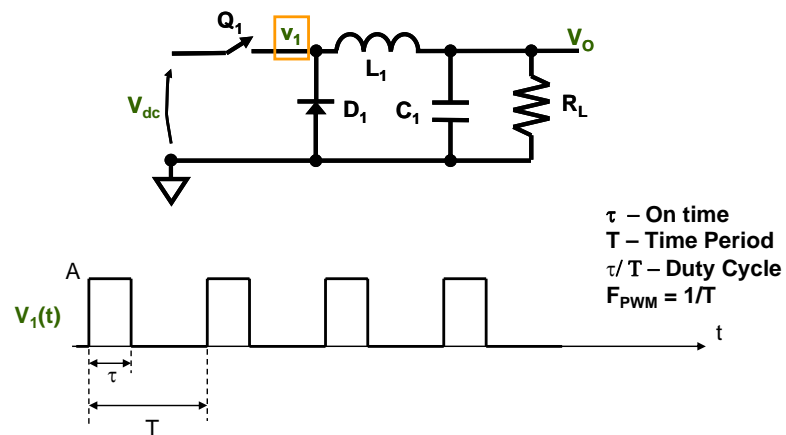 Q1
v1
VO
L1
Vdc
D1
C1
RL
τ – On time
T – Time Period
τ/ T – Duty Cycle
FPWM = 1/T
A
V1(t)
t
τ
T